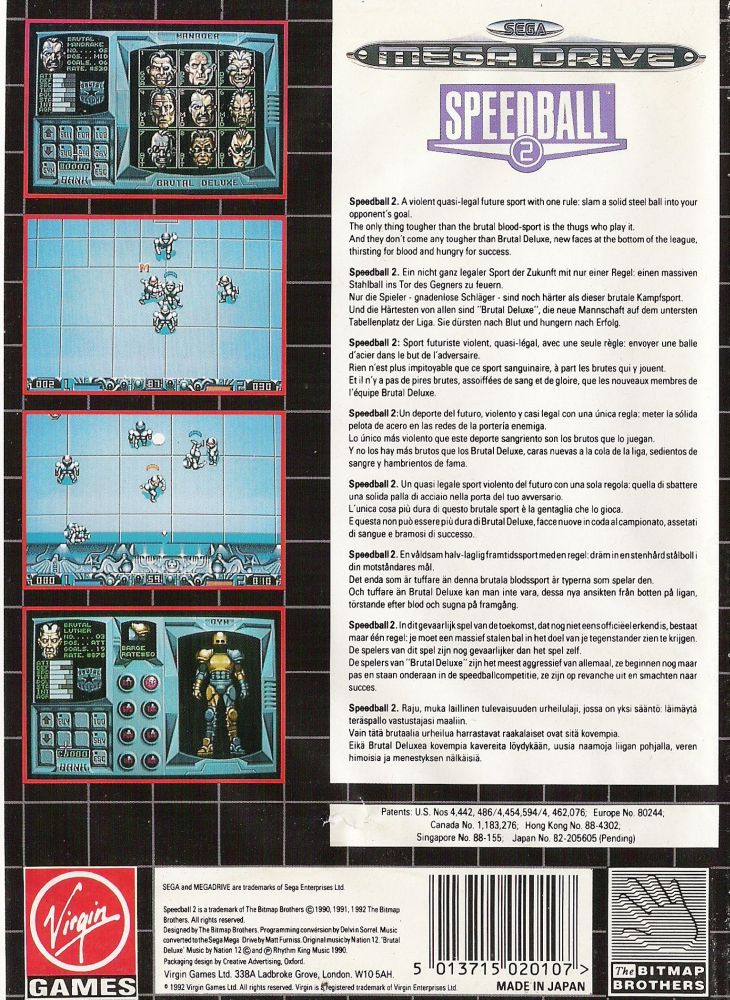 SEGA
MEGA DRIVE
SPEEDBALL™
2
Speedball 2. A violent quasi-legal future sport with one rule: slam a solid steel ball into your
opponent's goal.
The only thing tougher than the brutal blood-sport is the thugs who play it.
And they don't come any tougher than Brutal Deluxe, new faces at the bottom of the league,
thirsting for blood and hungry for success.
Speedball 2. Ein nicht ganz legaler Sport der Zukunft mit nur einer Regel: einen massiven
Stahlball ins Tor des Gegners zu feuern.
Nur die Spieler - gnadenlose Schläger - sind noch härter als dieser brutale Kampfsport.
Und die Härtesten von allen sind "Brutal Deluxe", die neue Mannschaft auf dem untersten
Tabellenplatz der Liga. Sie dürsten nach Blut und hungern nach Erfolg.
Speedball 2: Sport futuriste violent, quasi-légal, avec une seule règle: envoyer une balle
d'acier dans le but de l'adversaire.
Rien n'est plus impitoyable que ce sport sanguinaire, à part les brutes qui y jouent.
Et il n'y a pas de pires brutes, assoiffées de sang et de gloire, que les nouveaux membres de
l'équipe Brutal Deluxe.
Speedball 2:Un deporte del futuro, violento y casi legal con una única regla: meter la sólida
pelota de acero en las redes de la portería enemiga.
Lo único más violento que este deporte sangriento son los brutos que lo juegan.
Y no los hay más brutos que los Brutal Deluxe, caras nuevas a la cola de la liga, sedientos de
sangre y hambrientos de fama.
Speedball 2. Un quasi legale sport violento del futuro con una sola regola: quella di sbattere
una solida palla di acciaio nella porta del tuo avversario.
L'unica cosa più dura di questo brutale sport è la gentaglia che lo gioca.
E questa non può essere più dura di Brutal Deluxe, facce nuove in coda al campionato, assetati
di sangue e bramosi di successo.
Speedball 2. En våldsam halv-laglig framtidssport med en regel: dräm in en stenhård stålboll i
din motståndares mål.
Det enda som är tuffare än denna brutala blodssport är typerna som spelar den.
Och tuffare än Brutal Deluxe kan man inte vara, dessa nya ansikten från botten på ligan,
törstande efter blod och sugna på framgång.
Speedball 2. In dit gevaarlijk spel van de toekomst, dat nog niet eens officieel erkend is, bestaat
maar één regel: je moet een massief stalen bal in het doel van je tegenstander zien te krijgen.
De spelers van dit spel zijn nog gevaarlijker dan het spel zelf.
De spelers van "Brutal Deluxe" zijn het meest aggressief van allemaal, ze beginnen nog maar
pas en staan onderaan in de speedballcompetitie, ze zijn op revanche uit en smachten naar
succes.
Speedball 2. Raju, muka laillinen tulevaisuuden urheilulaji, jossa on yksi sääntö: läimäytä
teräspallo vastustajasi maaliin.
Vain tätä brutaalia urheilua harrastavat raakalaiset ovat sitä kovempia.
Eikä Brutal Deluxea kovempia kavereita löydykään, uusia naamoja liigan pohjalla, veren
himoisia ja menestyksen nälkäisiä.
Patents: U.S. Nos 4,442, 486/4,454,594/4, 462,076; Europe No. 80244;
Canada No. 1,183,276; Hong Kong No. 88-4302;
Singapore No. 88-155; Japan No. 82-205605 (Pending)
BRUTAL
MANDRAKE
NO.... 05
POS.. MID
GOALS. 06
RATE. #530
MANAGER
BANK
BRUTAL DELUXE
002
81
090
000
59
010
BRUTAL
LUTHER
NO.... 03
POS.. ATT
GOALS. 19
RATE. #878
BARGE
RATE#50
GYM
BANK
Virgin
GAMES
SEGA and MEGADRIVE are trademarks of Sega Enterprises Ltd.
Speedball 2 is a trademark of The Bitmap Brothers © 1990, 1991, 1992 The Bitmap
Brothers. All rights reserved.
Designed by The Bitmap Brothers. Programming convérsion by Delvin Sorrel. Music
converted to the Sega Mega Drive by Matt Furniss. Original music by Nation 12. 'Brutal
Deluxe' Music by Nation 12 © and ℗ Rhythm King Music 1990.
Packaging design by Creative Advertising, Oxford.
Virgin Games Ltd. 338A Ladbroke Grove, London. W10 5AH.
© 1992 Virgin Games Ltd. All rights reserved. Virgin is a registered trademark of Virgin Enterprises Ltd.
5 013715 020107 >
MADE IN JAPAN
The BITMAP
BROTHERS